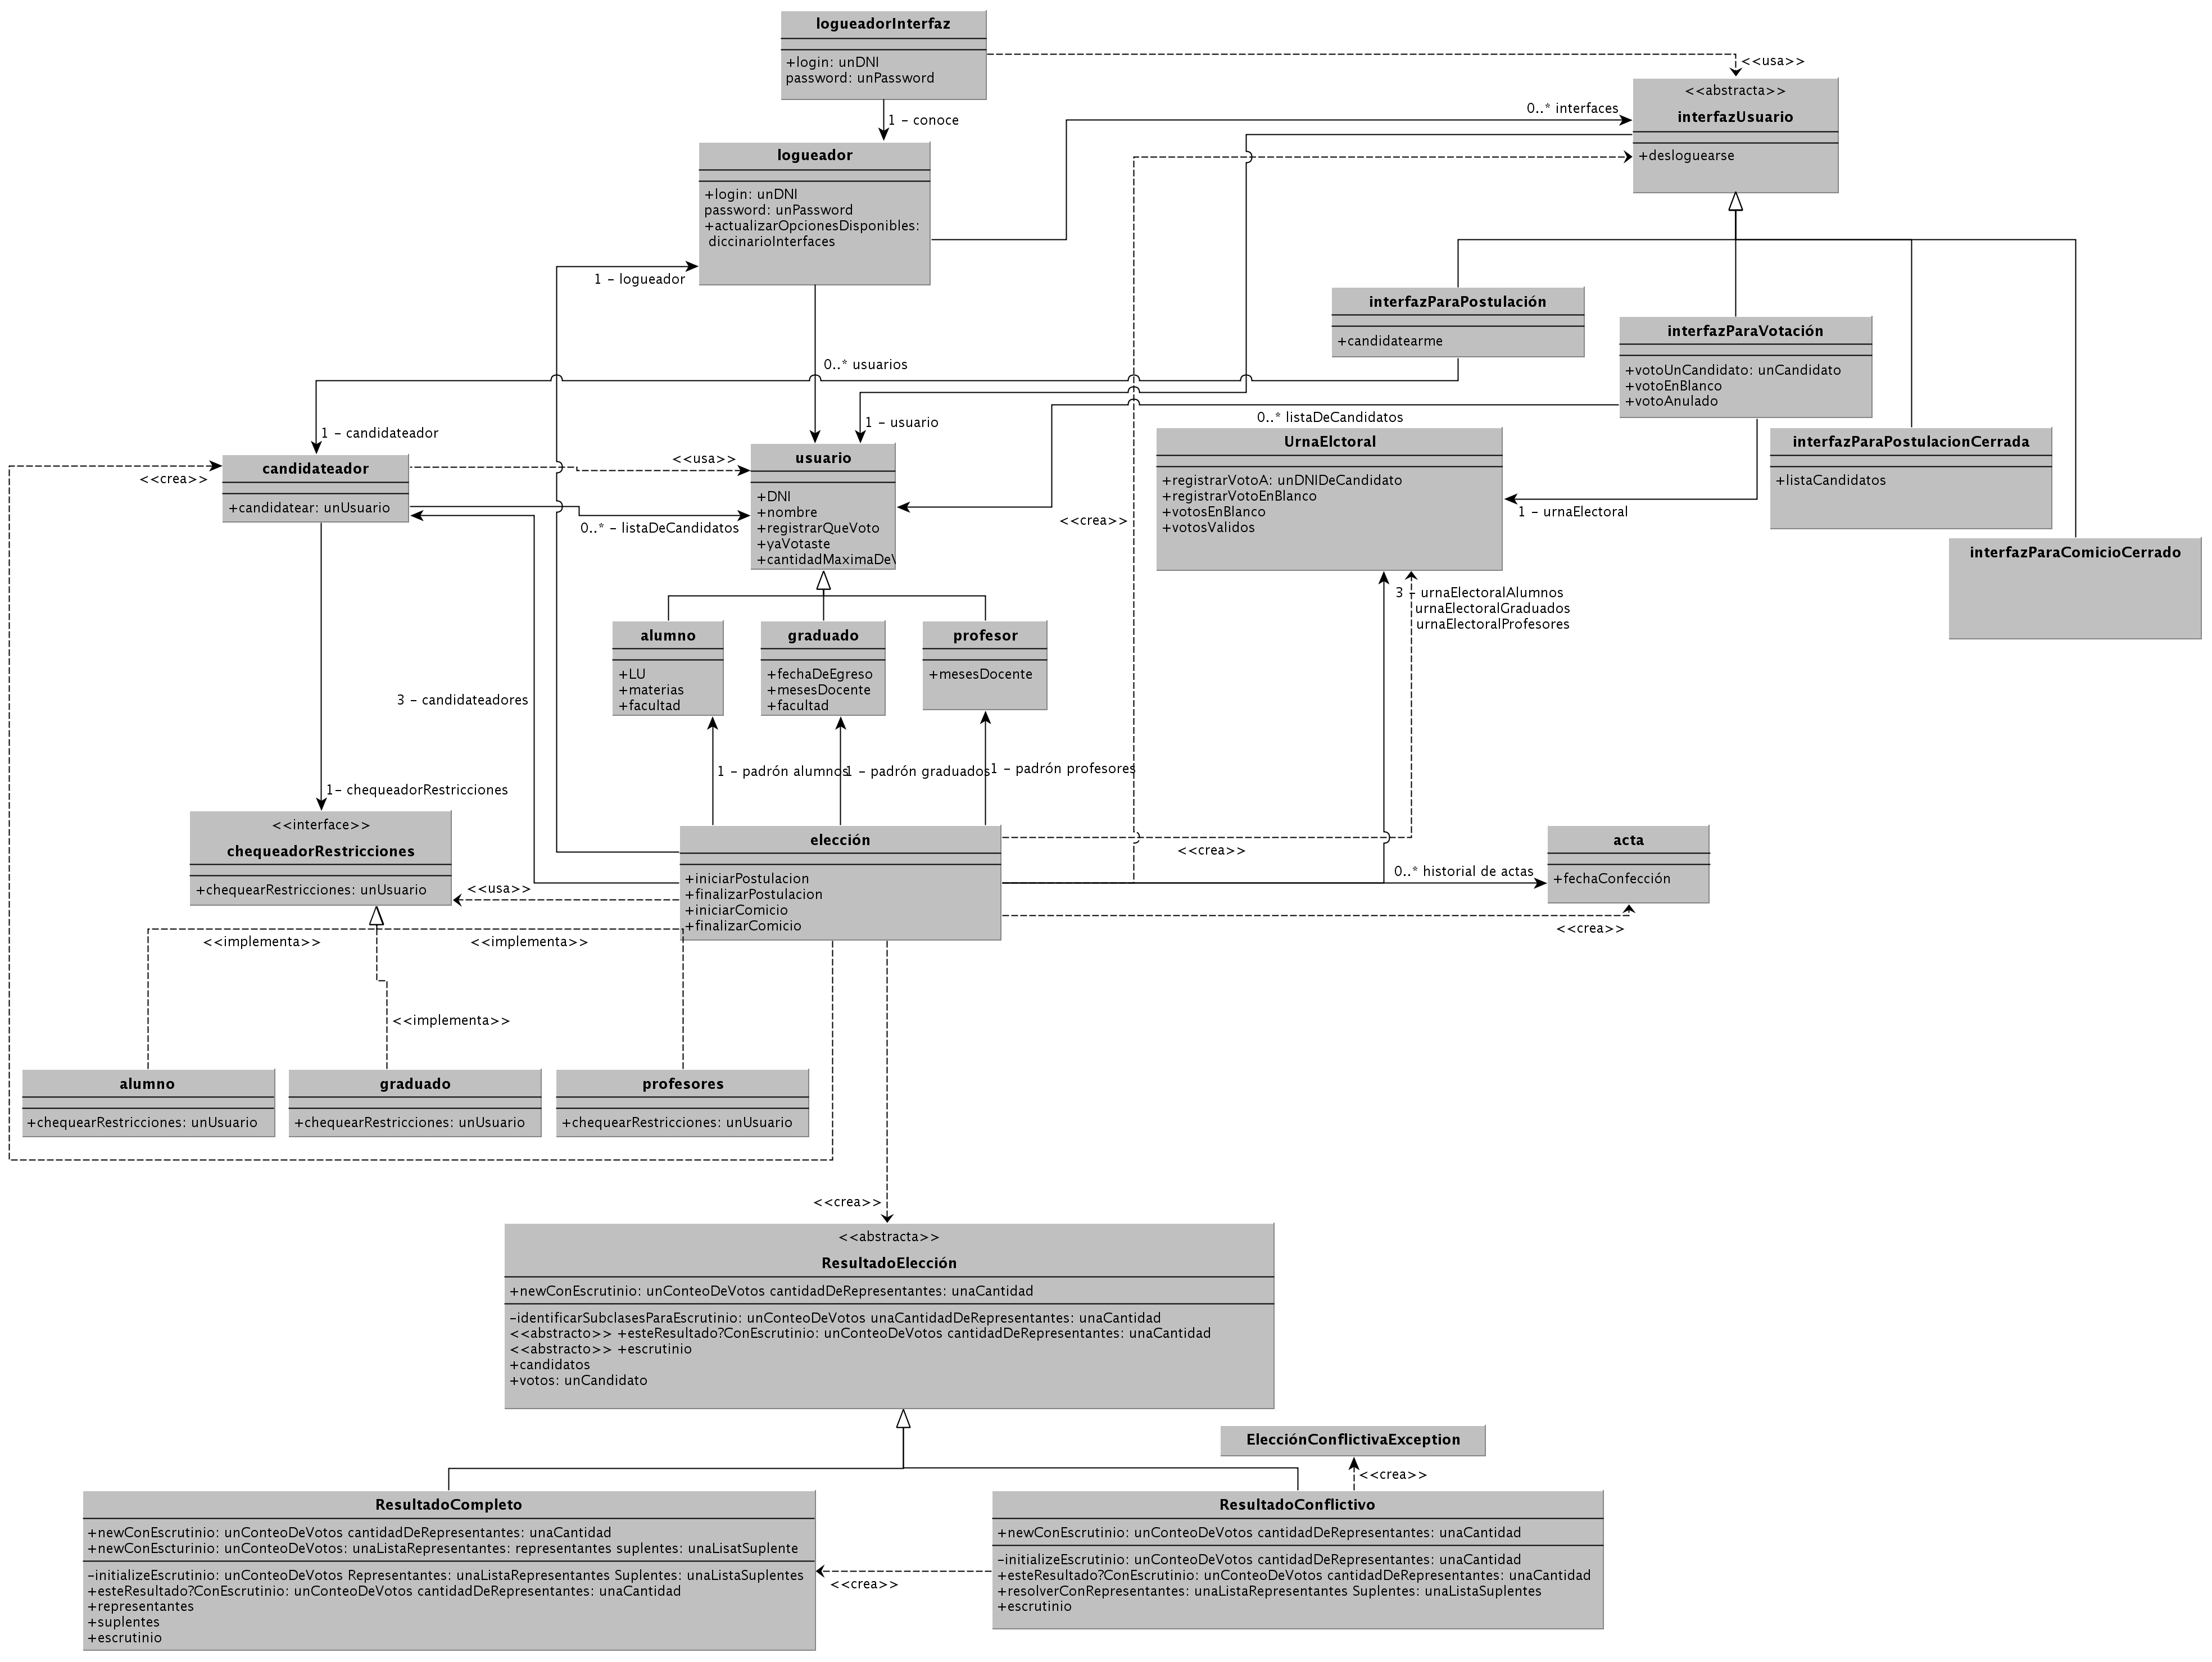 logueadorInterfaz
+login: unDNI
password: unPassword
<<usa>>
1 – conoce
<<abstracta>>
interfazUsuario
+desloguearse
0..* interfaces
logueador
+login: unDNI
password: unPassword
+actualizarOpcionesDisponibles:
diccinarioInterfaces
1 – logueador
interfazParaPostulación
+candidatearme
interfazParaVotación
+votoUnCandidato: unCandidato
+votoEnBlanco
+votoAnulado
0..* usuarios
1 – usuario
0..* listaDeCandidatos
1 – candidateador
candidateador
+candidatear: unUsuario
<<crea>>
<<usa>>
0..* – listaDeCandidatos
usuario
+DNI
+nombre
+registrarQueVoto
+yaVotaste
+cantidadMaximaDeV
<<crea>>
UrnaElctoral
+registrarVotoA: unDNIDeCandidato
+registrarVotoEnBlanco
+votosEnBlanco
+votosValidos
1 – urnaElectoral
interfazParaPostulacionCerrada
+listaCandidatos
interfazParaComicioCerrado
3 – urnaElectoralAlumnos
urnaElectoralGraduados
urnaElectoralProfesores
alumno
+LU
+materias
+facultad
graduado
+fechaDeEgreso
+mesesDocente
+facultad
profesor
+mesesDocente
3 – candidateadores
1 – padrón alumnos
1 – padrón graduados
1 – padrón profesores
1– chequeadorRestricciones
<<interface>>
chequeadorRestricciones
+chequearRestricciones: unUsuario
<<usa>>
elección
+iniciarPostulacion
+finalizarPostulacion
+iniciarComicio
+finalizarComicio
<<crea>>
0..* historial de actas
acta
+fechaConfección
<<crea>>
<<implementa>>
<<implementa>>
<<implementa>>
alumno
+chequearRestricciones: unUsuario
graduado
+chequearRestricciones: unUsuario
profesores
+chequearRestricciones: unUsuario
<<crea>>
<<abstracta>>
ResultadoElección
+newConEscrutinio: unConteoDeVotos cantidadDeRepresentantes: unaCantidad
–identificarSubclasesParaEscrutinio: unConteoDeVotos unaCantidadDeRepresentantes: unaCantidad
<<abstracto>> +esteResultado?ConEscrutinio: unConteoDeVotos cantidadDeRepresentantes: unaCantidad
<<abstracto>> +escrutinio
+candidatos
+votos: unCandidato
ElecciónConflictivaException
<<crea>>
ResultadoCompleto
+newConEscrutinio: unConteoDeVotos cantidadDeRepresentantes: unaCantidad
+newConEscturinio: unConteoDeVotos: unaListaRepresentantes: representantes suplentes: unaLisatSuplente
–initializeEscrutinio: unConteoDeVotos Representantes: unaListaRepresentantes Suplentes: unaListaSuplentes
+esteResultado?ConEscrutinio: unConteoDeVotos cantidadDeRepresentantes: unaCantidad
+representantes
+suplentes
+escrutinio
<<crea>>
ResultadoConflictivo
+newConEscrutinio: unConteoDeVotos cantidadDeRepresentantes: unaCantidad
–initializeEscrutinio: unConteoDeVotos cantidadDeRepresentantes: unaCantidad
+esteResultado?ConEscrutinio: unConteoDeVotos cantidadDeRepresentantes: unaCantidad
+resolverConRepresentantes: unaListaRepresentantes Suplentes: unaListaSuplentes
+escrutinio